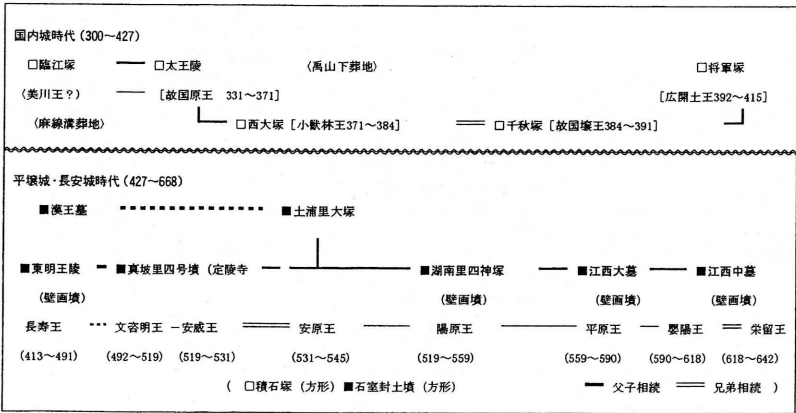 国内城時代(300～427)
□臨江塚 □太王陵 〈禹山下葬地〉 □将軍塚
〈美川王?〉 [故国原王 331～371] [広開土王392～415]
〈麻線溝葬地〉 □西大塚 [小獣林王371～384] □千秋塚 [故国壌王384～391]
平壌城・長安城時代(427～668)
■漢王墓 ■土浦里大塚
■東明王陵 ■真坡里四号墳 (定陵寺 ■湖南里四神塚 ■江西大墓 ■江西中墓
(壁画墳) (壁画墳) (壁画墳) (壁画墳)
長寿王 文咨明王 安威王 安原王 陽原王 平原王 嬰陽王 栄留王
(413～491) (492～519) (519～531) (531～545) (519～559) (559～590) (590～618) (618～642)
( □積石塚 (方形) ■石室封土墳 (方形) 父子相続 兄弟相続 )